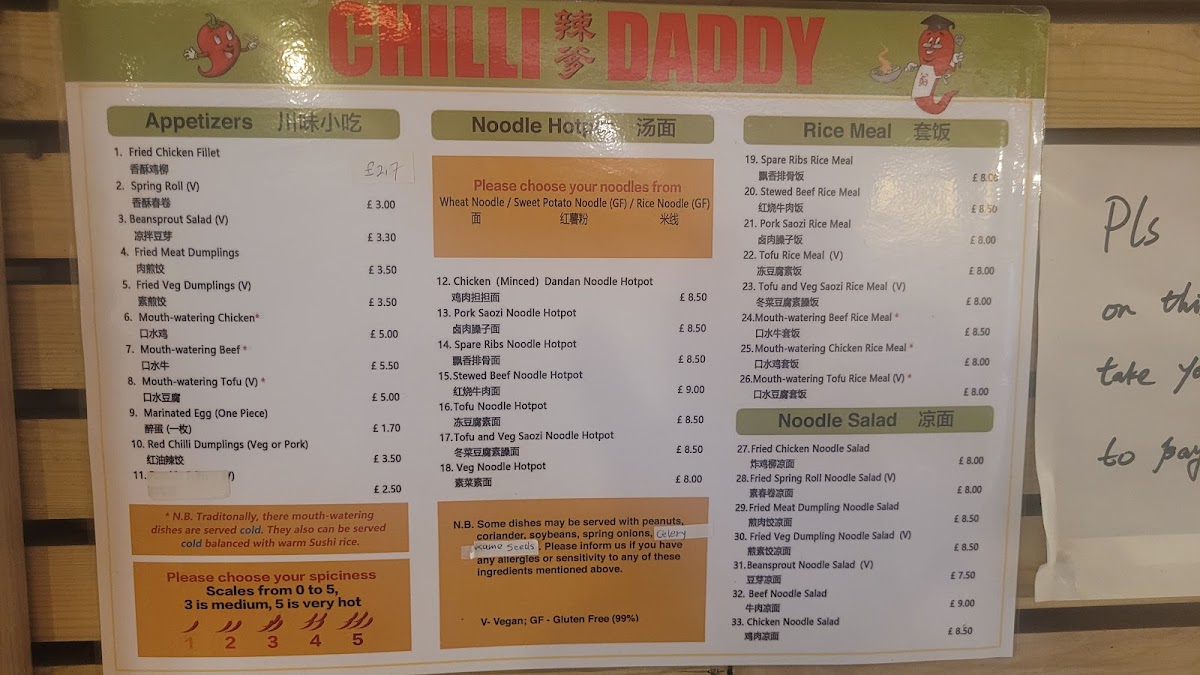 CHILLI 辣爹 DADDY
Appetizers 川味小吃
1. Fried Chicken Fillet
香酥鸡柳
2. Spring Roll (V)
香酥春卷 £ 3.00
3. Beansprout Salad (V)
凉拌豆芽 £ 3.30
4. Fried Meat Dumplings
肉煎饺 £ 3.50
5. Fried Veg Dumplings (V)
素煎饺 £ 3.50
6. Mouth-watering Chicken*
口水鸡 £ 5.00
7. Mouth-watering Beef *
口水牛 £ 5.50
8. Mouth-watering Tofu (V) *
口水豆腐 £ 5.00
9. Marinated Egg (One Piece)
醉蛋 (一枚) £ 1.70
10. Red Chilli Dumplings (Veg or Pork)
红油辣饺 £ 3.50
11.
£ 2.50
* N.B. Traditonally, there mouth-watering
dishes are served cold. They also can be served
cold balanced with warm Sushi rice.
Please choose your spiciness
Scales from 0 to 5,
3 is medium, 5 is very hot
1 2 3 4 5
Noodle 汤面
Please choose your noodles from
Wheat Noodle / Sweet Potato Noodle (GF) / Rice Noodle (GF)
面 红薯粉 米线
12. Chicken (Minced) Dandan Noodle Hotpot
鸡肉担担面 £ 8.50
13. Pork Saozi Noodle Hotpot
卤肉臊子面 £ 8.50
14. Spare Ribs Noodle Hotpot
飘香排骨面 £ 8.50
15.Stewed Beef Noodle Hotpot
红烧牛肉面 £ 9.00
16.Tofu Noodle Hotpot
冻豆腐素面 £ 8.50
17.Tofu and Veg Saozi Noodle Hotpot
冬菜豆腐素臊面 £ 8.50
18. Veg Noodle Hotpot
素菜素面 £ 8.00
N.B. Some dishes may be served with peanuts,
coriander, soybeans, spring onions, Celery
seeds. Please inform us if you have
any allergies or sensitivity to any of these
ingredients mentioned above.
V- Vegan; GF - Gluten Free (99%)
Rice Meal 套饭
19. Spare Ribs Rice Meal
飘香排骨饭 £ 8.00
20. Stewed Beef Rice Meal
红烧牛肉饭 £ 8.50
21. Pork Saozi Rice Meal
卤肉臊子饭 £ 8.00
22. Tofu Rice Meal (V)
冻豆腐素饭 £ 8.00
23. Tofu and Veg Saozi Rice Meal (V)
冬菜豆腐素臊饭 £ 8.00
24.Mouth-watering Beef Rice Meal *
口水牛套饭 £ 8.50
25.Mouth-watering Chicken Rice Meal *
口水鸡套饭 £ 8.00
26.Mouth-watering Tofu Rice Meal (V) *
口水豆腐套饭 £ 8.00
Noodle Salad 凉面
27.Fried Chicken Noodle Salad
炸鸡柳凉面 £ 8.00
28.Fried Spring Roll Noodle Salad (V)
素春卷凉面 £ 8.00
29.Fried Meat Dumpling Noodle Salad
煎肉饺凉面 £ 8.50
30. Fried Veg Dumpling Noodle Salad (V)
煎素饺凉面 £ 8.50
31.Beansprout Noodle Salad (V)
豆芽凉面 £ 7.50
32. Beef Noodle Salad
牛肉凉面 £ 9.00
33. Chicken Noodle Salad
鸡肉凉面 £ 8.50
Pls
on
take
to pay